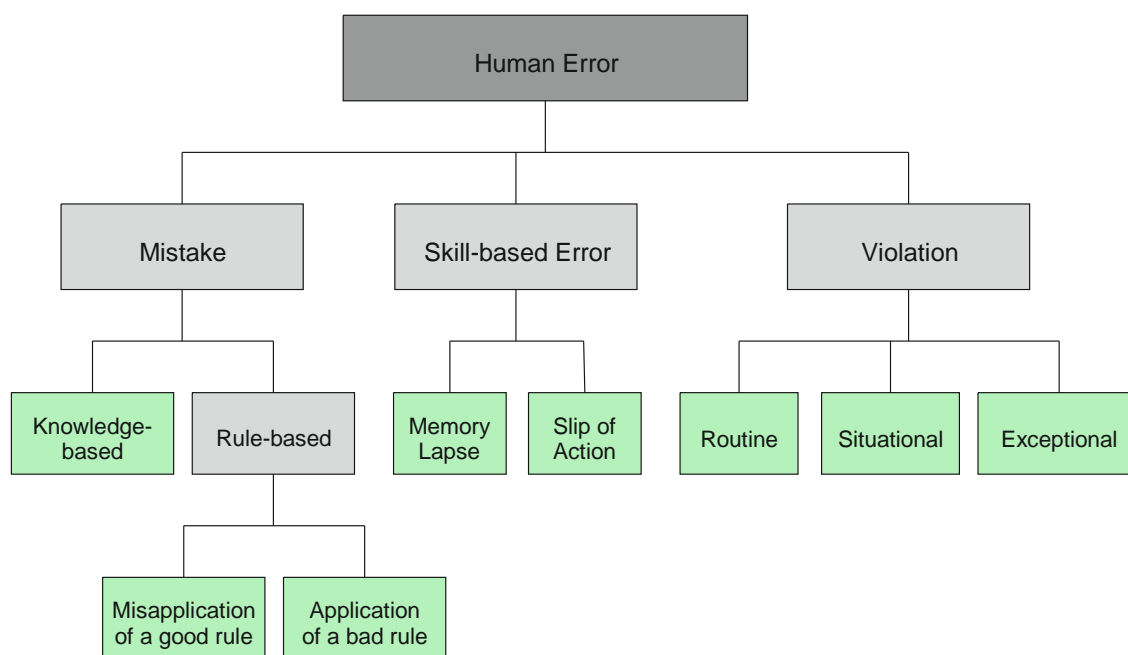 Human Error
Mistake
Skill-based Error
Violation
Knowledge-
based
Rule-based
Memory
Lapse
Slip of
Action
Routine
Situational
Exceptional
Misapplication
of a good rule
Application
of a bad rule